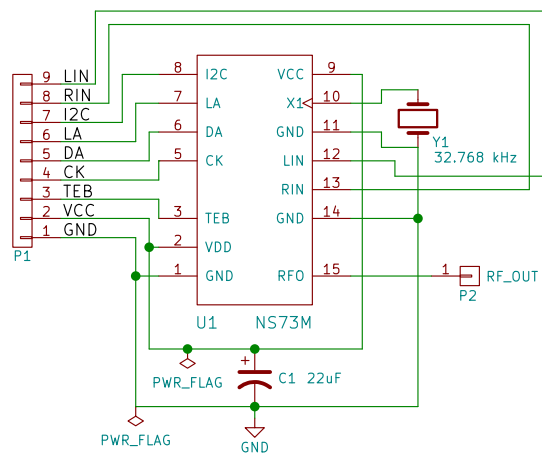 9 LIN
8 RIN
7 I2C
6 LA
5 DA
4 CK
3 TEB
2 VCC
1 GND
P1
8 I2C VCC 9
7 LA X1 10
6 DA GND 11
5 CK LIN 12
RIN 13
3 TEB GND 14
2 VDD
1 GND RFO 15
U1 NS73M
Y1
32.768 kHz
1 RF_OUT
P2
PWR_FLAG
+
C1 22uF
PWR_FLAG
GND